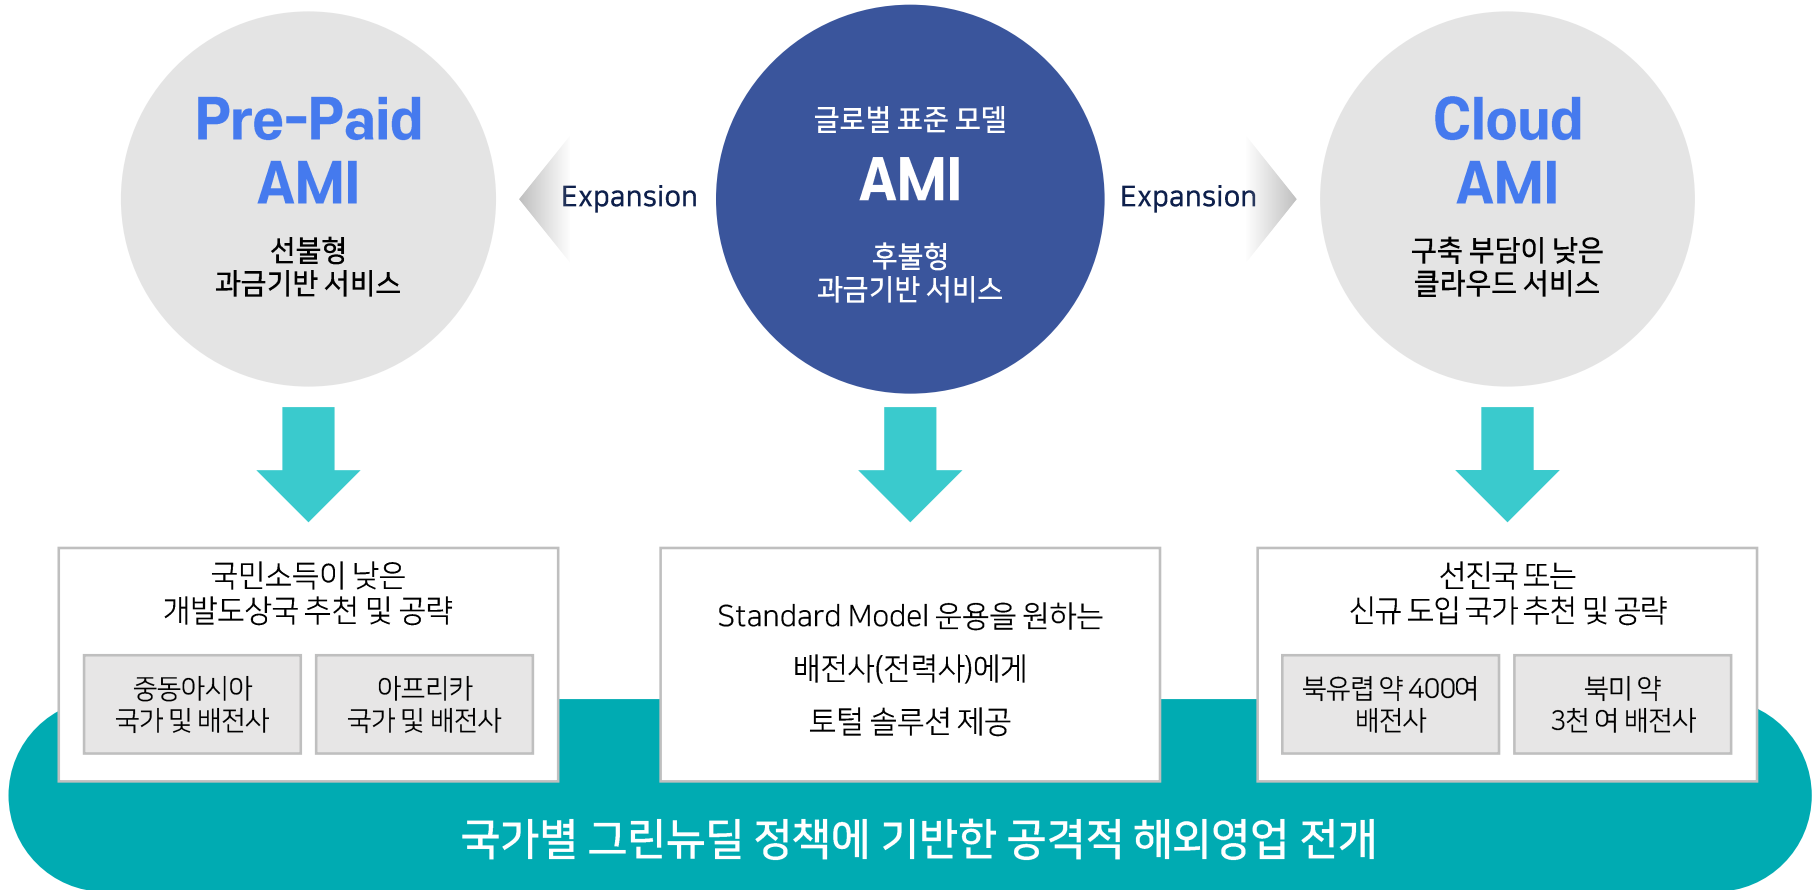 Pre-Paid
AMI
선불형
과금기반 서비스
Expansion
글로벌 표준 모델
AMI
후불형
과금기반 서비스
Expansion
Cloud
AMI
구축 부담이 낮은
클라우드 서비스
국민소득이 낮은
개발도상국 추천 및 공략
중동아시아
국가 및 배전사
아프리카
국가 및 배전사
Standard Model 운용을 원하는
배전사(전력사)에게
토털 솔루션 제공
선진국 또는
신규 도입 국가 추천 및 공략
북유럽 약 400여
배전사
북미 약
3천 여 배전사
국가별 그린뉴딜 정책에 기반한 공격적 해외영업 전개